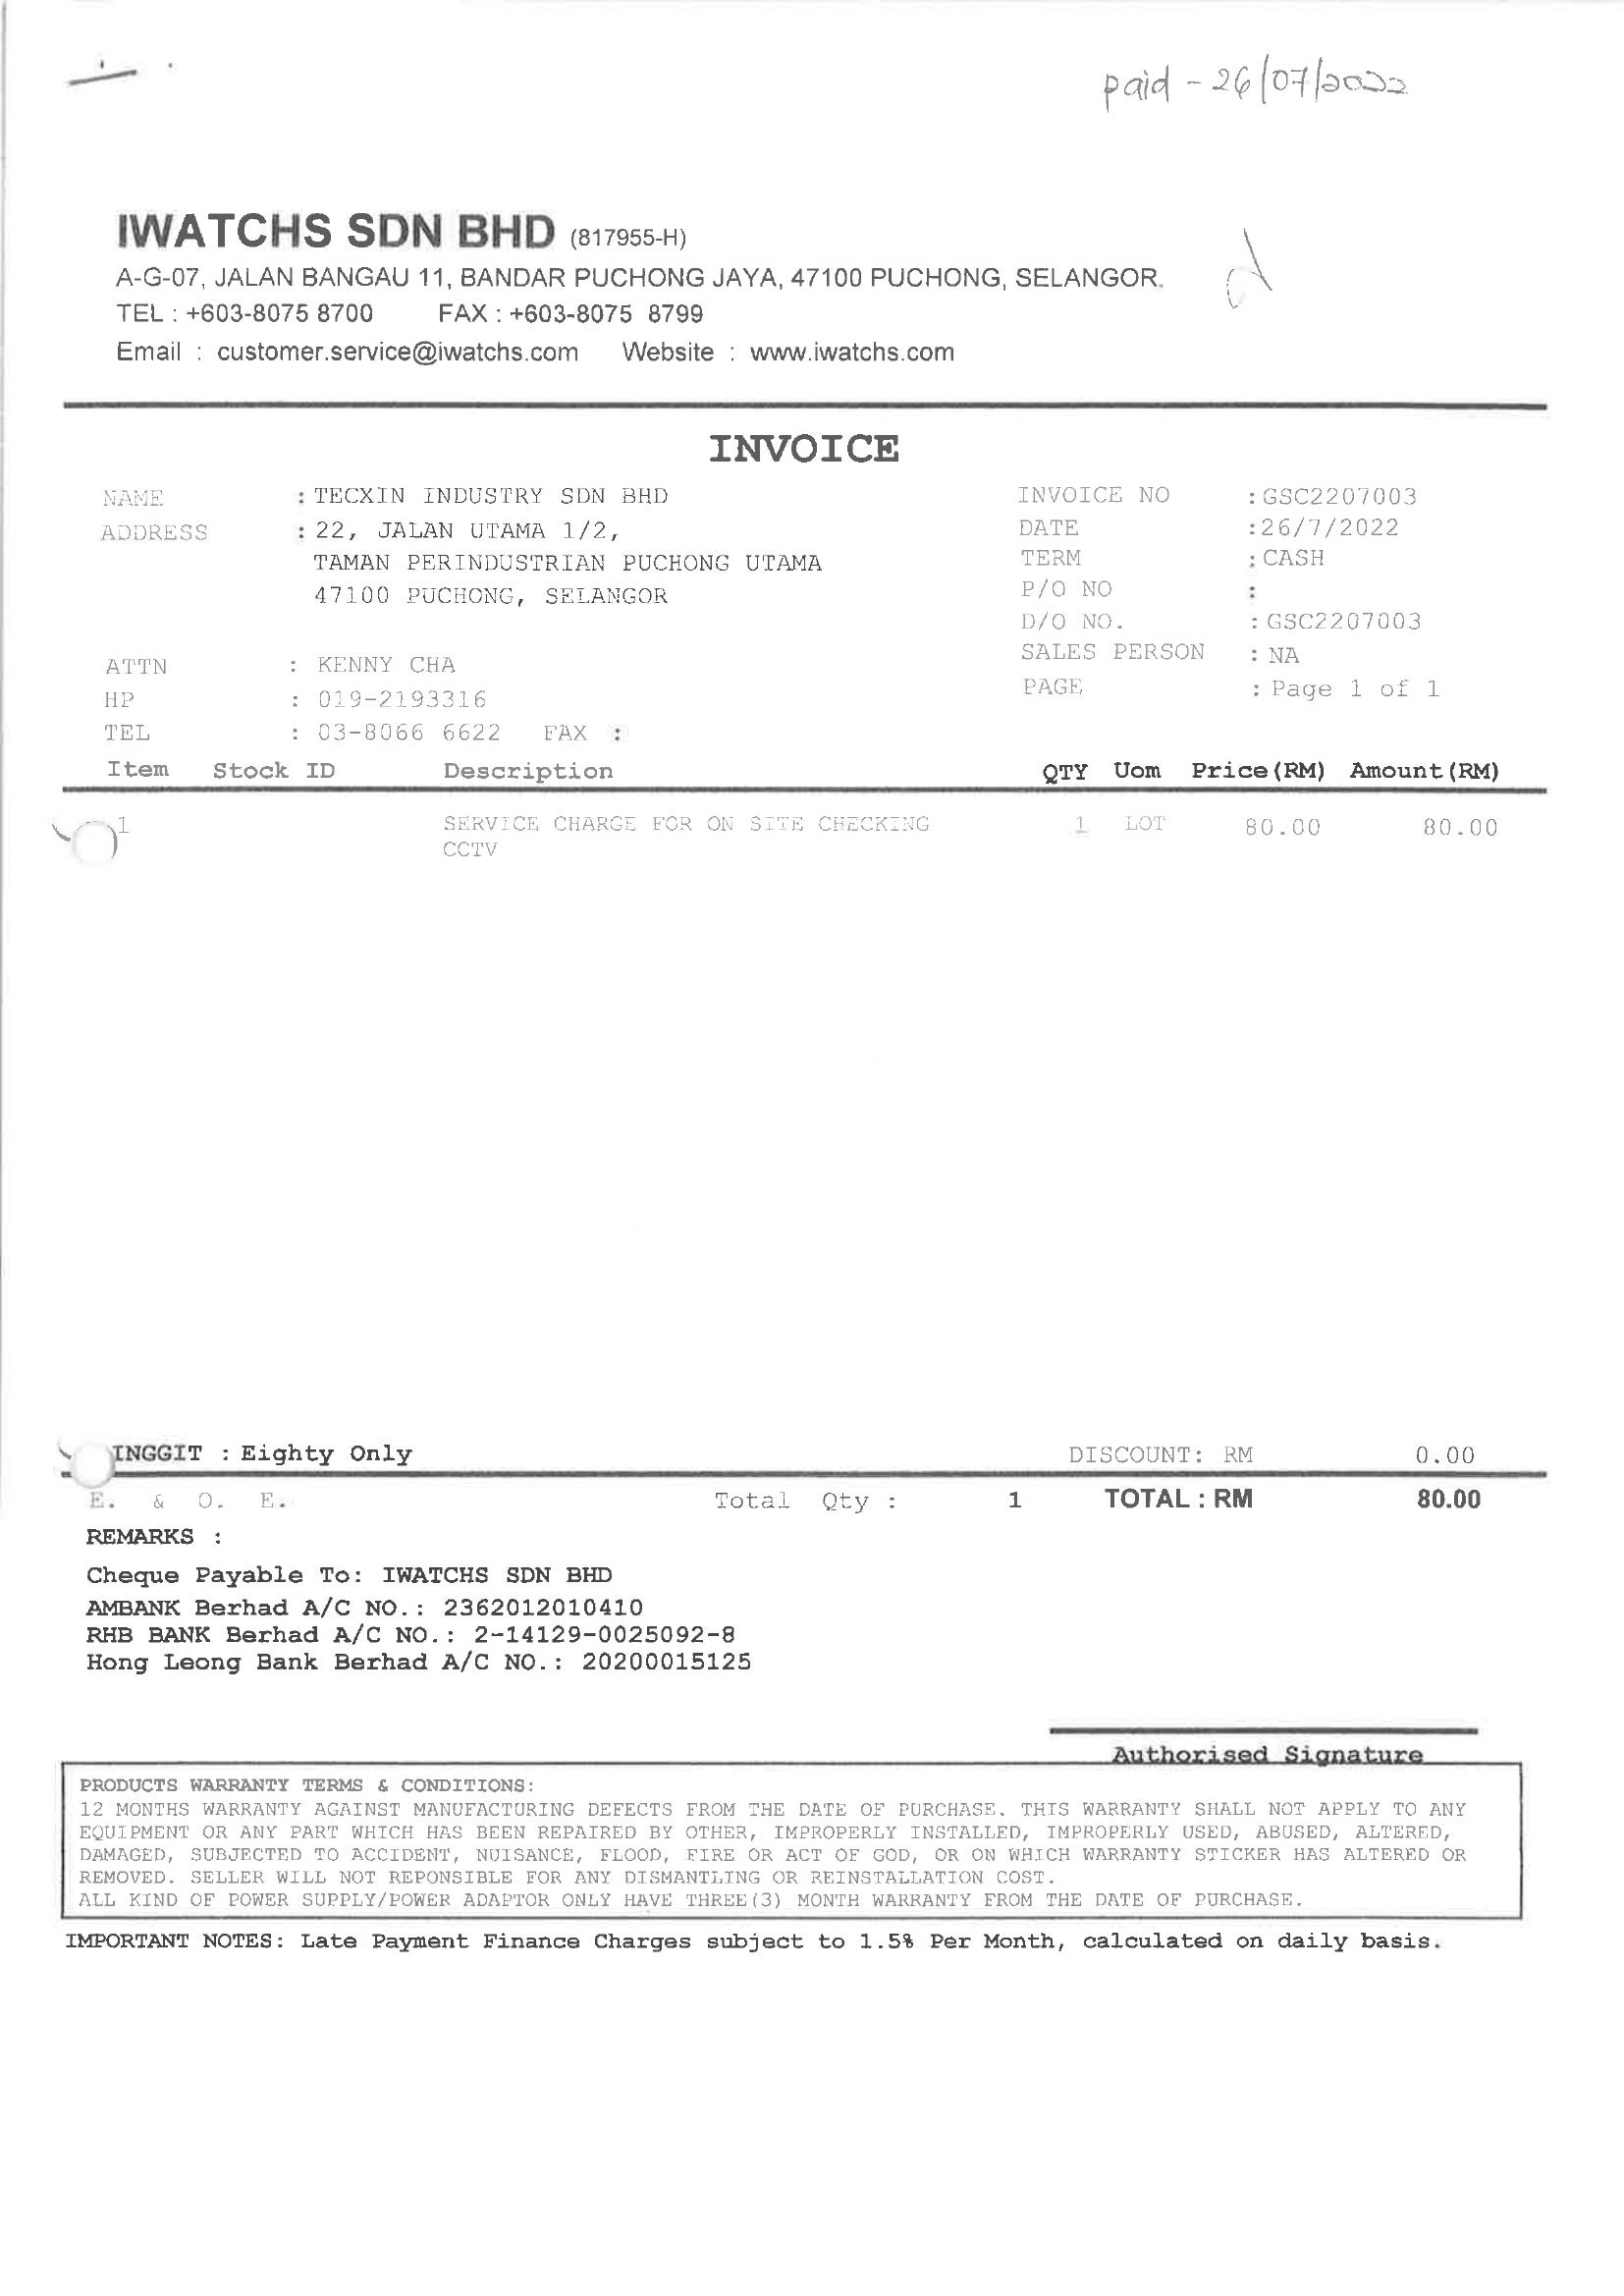 paid - 26/07/2022
IWATCHS SDN BHD (817955-H)
A-G-07, JALAN BANGAU 11, BANDAR PUCHONG JAYA, 47100 PUCHONG, SELANGOR.
TEL : +603-8075 8700 FAX : +603-8075 8799
Email : customer.service@iwatchs.com Website : www.iwatchs.com
INVOICE
NAME : TECXIN INDUSTRY SDN BHD INVOICE NO : GSC2207003
ADDRESS : 22, JALAN UTAMA 1/2, DATE : 26/7/2022
TAMAN PERINDUSTRIAN PUCHONG UTAMA TERM : CASH
47100 PUCHONG, SELANGOR P/O NO :
D/O NO. : GSC2207003
ATTN : KENNY CHA SALES PERSON : NA
HP : 019-2193316 PAGE : Page 1 of 1
TEL : 03-8066 6622 FAX :
Item Stock ID Description QTY Uom Price(RM) Amount(RM)
1 SERVICE CHARGE FOR ON SITE CHECKING 1 LOT 80.00 80.00
CCTV
INGGIT : Eighty Only DISCOUNT: RM 0.00
E. & O. E. Total Qty : 1 TOTAL : RM 80.00
REMARKS :
Cheque Payable To: IWATCHS SDN BHD
AMBANK Berhad A/C NO.: 2362012010410
RHB BANK Berhad A/C NO.: 2-14129-0025092-8
Hong Leong Bank Berhad A/C NO.: 20200015125
Authorised Signature
PRODUCTS WARRANTY TERMS & CONDITIONS:
12 MONTHS WARRANTY AGAINST MANUFACTURING DEFECTS FROM THE DATE OF PURCHASE. THIS WARRANTY SHALL NOT APPLY TO ANY
EQUIPMENT OR ANY PART WHICH HAS BEEN REPAIRED BY OTHER, IMPROPERLY INSTALLED, IMPROPERLY USED, ABUSED, ALTERED,
DAMAGED, SUBJECTED TO ACCIDENT, NUISANCE, FLOOD, FIRE OR ACT OF GOD, OR ON WHICH WARRANTY STICKER HAS ALTERED OR
REMOVED. SELLER WILL NOT REPONSIBLE FOR ANY DISMANTLING OR REINSTALLATION COST.
ALL KIND OF POWER SUPPLY/POWER ADAPTOR ONLY HAVE THREE(3) MONTH WARRANTY FROM THE DATE OF PURCHASE.
IMPORTANT NOTES: Late Payment Finance Charges subject to 1.5% Per Month, calculated on daily basis.